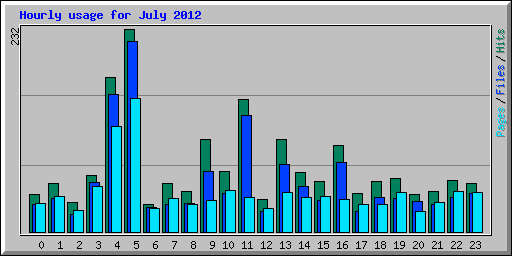 Hourly usage for July 2012
232
Pages / Files / Hits
0 1 2 3 4 5 6 7 8 9 10 11 12 13 14 15 16 17 18 19 20 21 22 23